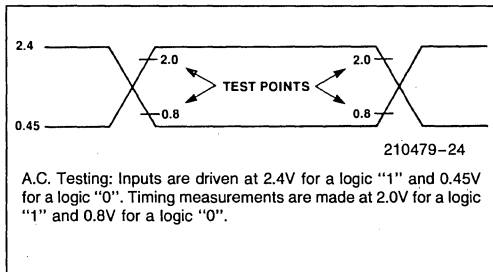 2.4
2.0
2.0
TEST POINTS
0.8
0.8
0.45
210479-24
A.C. Testing: Inputs are driven at 2.4V for a logic "1" and 0.45V
for a logic "0". Timing measurements are made at 2.0V for a logic
"1" and 0.8V for a logic "0".